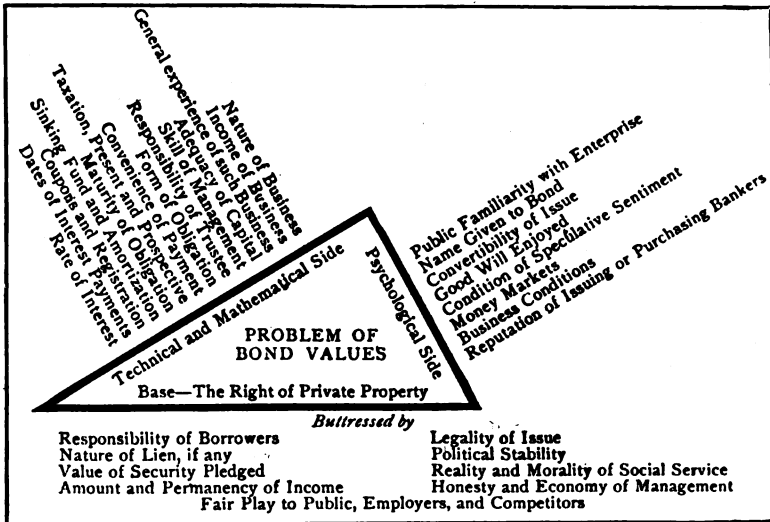 General experience of such Business
Nature of Business
Income of Business
Adequacy of Capital
Skill of Management
Responsibility of Trustee
Form of Obligation
Convenience of Payment
Taxation, Present and Prospective
Maturity of Obligation
Sinking Fund and Amortization
Coupons and Registration
Dates of Interest Payments
Rate of Interest
Public Familiarity with Enterprise
Name Given to Bond
Convertibility of Issue
Good Will Enjoyed
Condition of Speculative Sentiment
Money Markets
Business Conditions
Reputation of Issuing or Purchasing Bankers
Technical and Mathematical Side
Psychological Side
PROBLEM OF
BOND VALUES
Base—The Right of Private Property
Buttressed by
Responsibility of Borrowers
Nature of Lien, if any
Value of Security Pledged
Amount and Permanency of Income
Legality of Issue
Political Stability
Reality and Morality of Social Service
Honesty and Economy of Management
Fair Play to Public, Employers, and Competitors